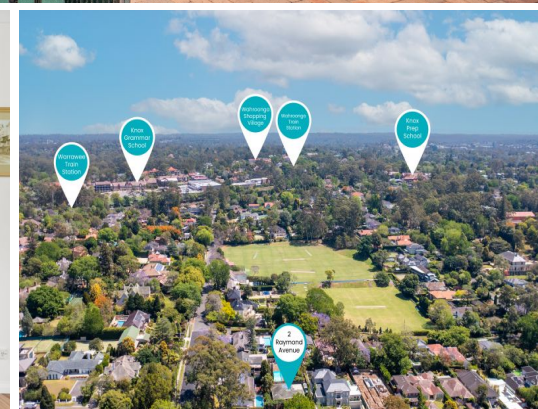 Warrawee
Train
Station
Knox
Grammar
School
Wahroonga
Shopping
Village
Wahroonga
Train
Station
Knox
Prep
School
2
Raymond
Avenue